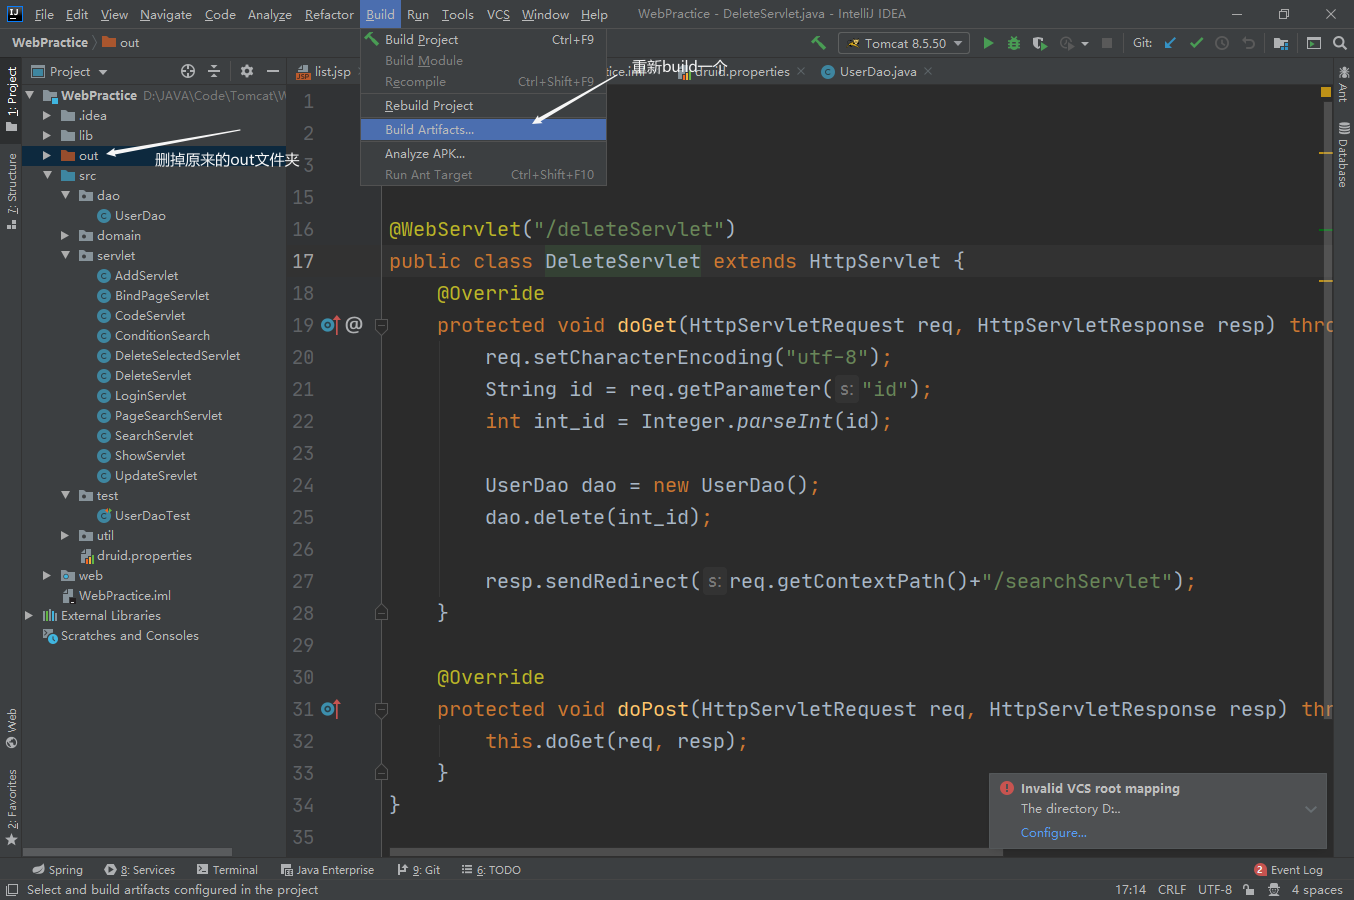 File Edit View Navigate Code Analyze Refactor Build Run Tools VCS Window Help WebPractice - DeleteServlet.java - IntelliJ IDEA
WebPractice out
Tomcat 8.5.50
Git:
Build Project Ctrl+F9
Build Module
Recompile Ctrl+Shift+F9
Rebuild Project
Build Artifacts...
Analyze APK...
Run Ant Target Ctrl+Shift+F10
重新build一个
删掉原来的out文件夹
1: Project
7: Structure
Web
2: Favorites
Ant
Database
Project
list.jsp
druid.properties
UserDao.java
WebPractice D:\JAVA\Code\Tomcat\W
.idea
lib
out
src
dao
UserDao
domain
servlet
AddServlet
BindPageServlet
CodeServlet
ConditionSearch
DeleteSelectedServlet
DeleteServlet
LoginServlet
PageSearchServlet
SearchServlet
ShowServlet
UpdateSrevlet
test
UserDaoTest
util
druid.properties
web
WebPractice.iml
External Libraries
Scratches and Consoles
1
2
3
15
16 @WebServlet("/deleteServlet")
17 public class DeleteServlet extends HttpServlet {
18 @Override
19 @ protected void doGet(HttpServletRequest req, HttpServletResponse resp) thro
20 req.setCharacterEncoding("utf-8");
21 String id = req.getParameter( s: "id");
22 int int_id = Integer.parseInt(id);
23
24 UserDao dao = new UserDao();
25 dao.delete(int_id);
26
27 resp.sendRedirect( s: req.getContextPath()+"/searchServlet");
28 }
29
30 @Override
31 protected void doPost(HttpServletRequest req, HttpServletResponse resp) thr
32 this.doGet(req, resp);
33 }
34 }
35
Invalid VCS root mapping
The directory D:...
Configure...
Spring 8: Services Terminal Java Enterprise 9: Git 6: TODO 2 Event Log
Select and build artifacts configured in the project 17:14 CRLF UTF-8 4 spaces